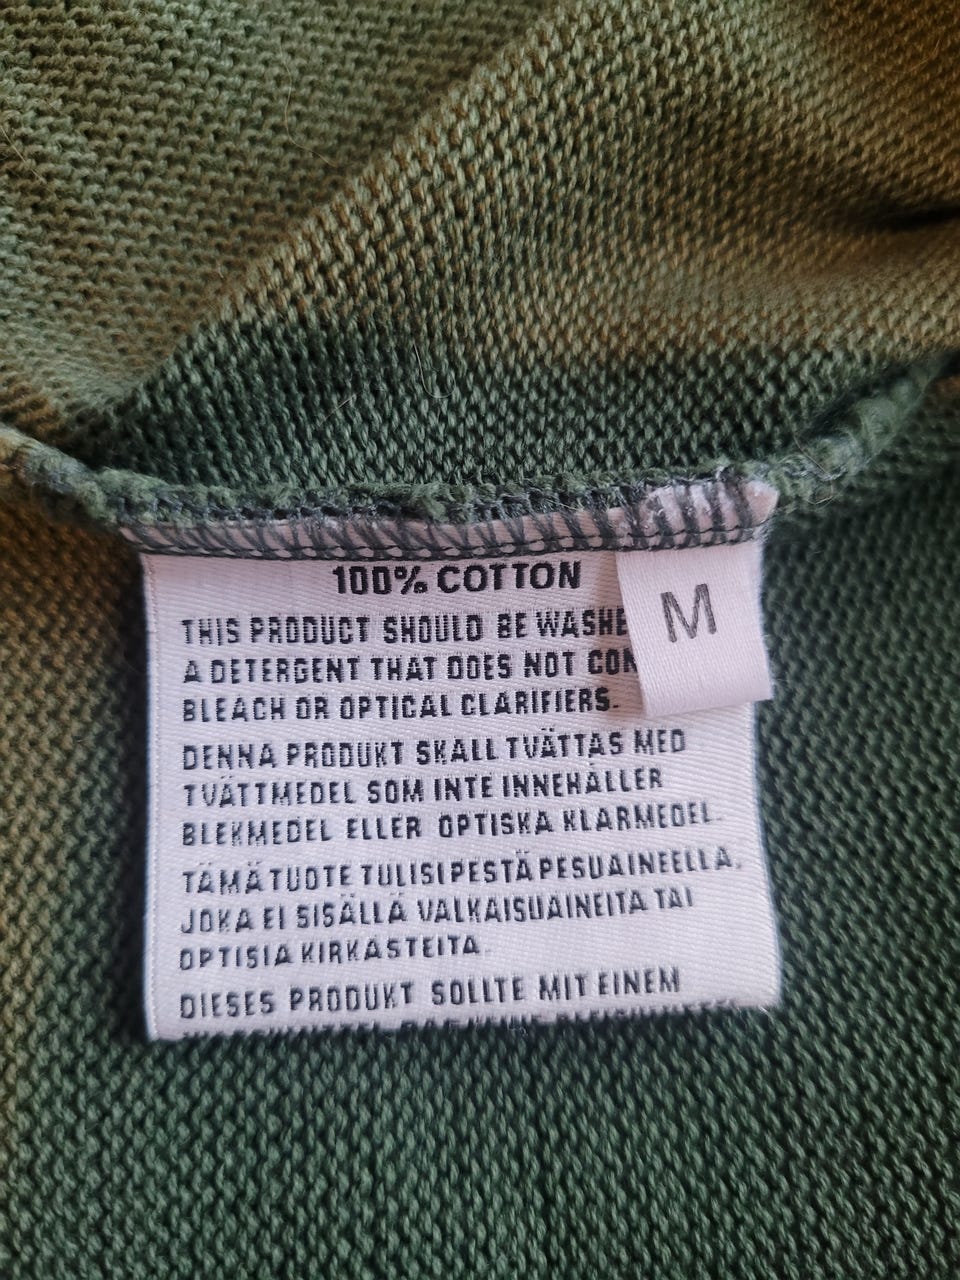 100% COTTON
M
THIS PRODUCT SHOULD BE WASHE
A DETERGENT THAT DOES NOT CON
BLEACH OR OPTICAL CLARIFIERS.
DENNA PRODUKT SKALL TVÄTTAS MED
TVÄTTMEDEL SOM INTE INNEHÅLLER
BLEKMEDEL ELLER OPTISKA KLARMEDEL.
TÄMÄ TUOTE TULISI PESTÄ PESUAINEELLA,
JOKA EI SISÄLLÄ VALKAISUAINEITA TAI
OPTISIA KIRKASTEITA.
DIESES PRODUKT SOLLTE MIT EINEM